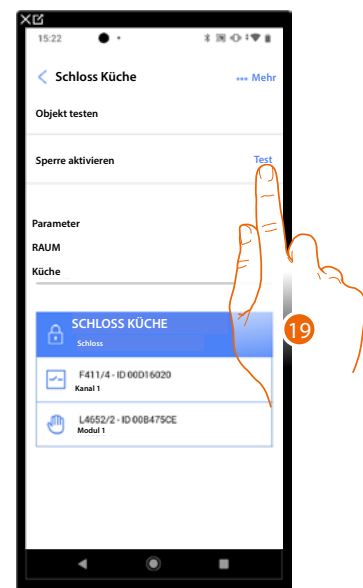 15:22
Schloss Küche
••• Mehr
Objekt testen
Sperre aktivieren
Test
Parameter
RAUM
Küche
SCHLOSS KÜCHE
Schloss
F411/4 - ID 00D16020
Kanal 1
L4652/2 - ID 00B475CE
Modul 1
19